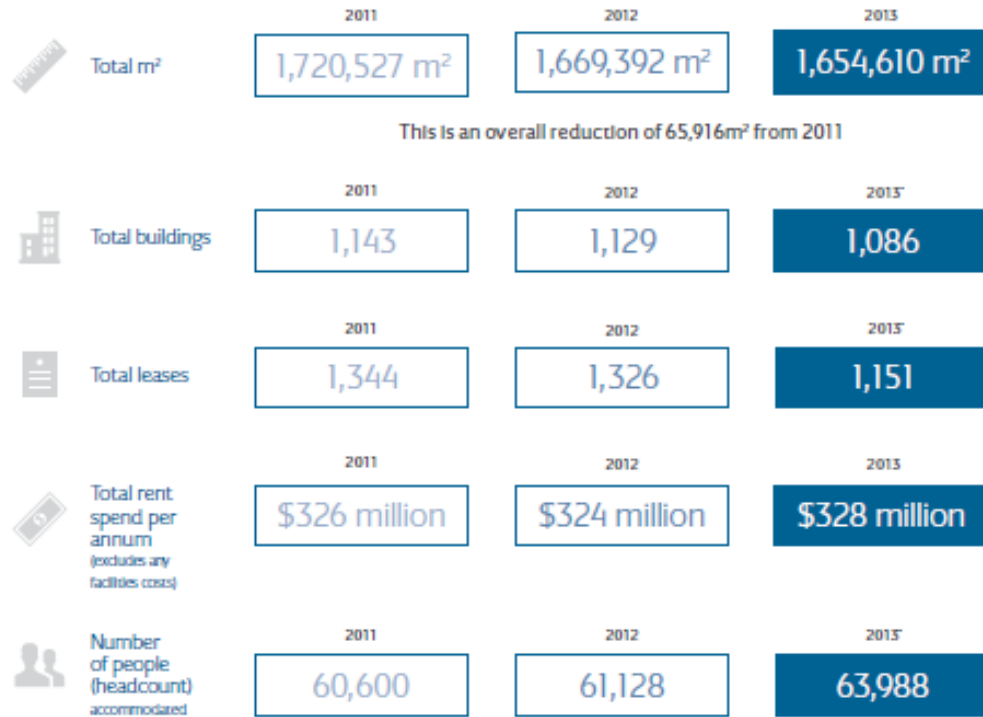 2011 2012 2013
Total m² 1,720,527 m² 1,669,392 m² 1,654,610 m²
This is an overall reduction of 65,916m² from 2011
2011 2012 2013*
Total buildings 1,143 1,129 1,086
2011 2012 2013*
Total leases 1,344 1,326 1,151
2011 2012 2013
Total rent
spend per
annum
(excludes any
facilities costs)
$326 million $324 million $328 million
2011 2012 2013*
Number
of people
(headcount)
accommodated
60,600 61,128 63,988